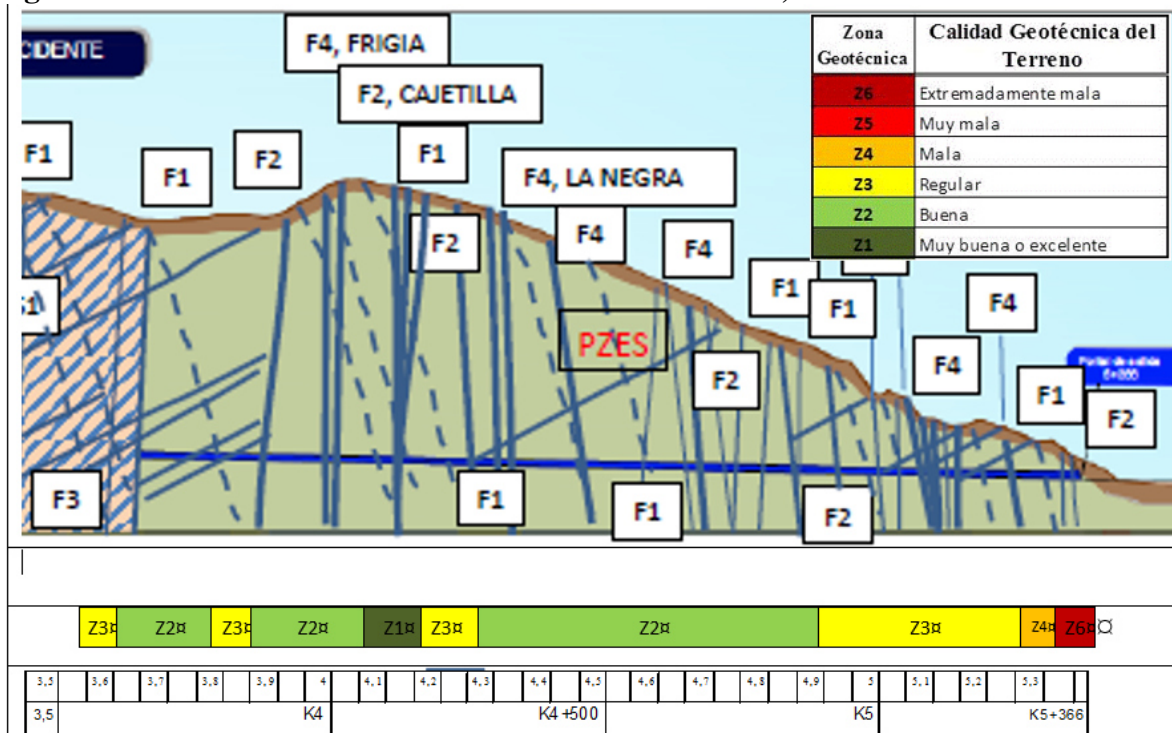 CIDENTE
F4, FRIGIA
F2, CAJETILLA
F1
F1
F2
F1
F4, LA NEGRA
F2
F4
F4
F1
F1
F4
F4
F1
F2
PZES
F2
F3
F1
F1
F2
Zona Geotécnica
Calidad Geotécnica del Terreno
Z6 Extremadamente mala
Z5 Muy mala
Z4 Mala
Z3 Regular
Z2 Buena
Z1 Muy buena o excelente
Z3¤ Z2¤ Z3¤ Z2¤ Z1¤ Z3¤ Z2¤ Z3¤ Z4¤ Z6¤ ¤
3,5 3,6 3,7 3,8 3,9 4 4,1 4,2 4,3 4,4 4,5 4,6 4,7 4,8 4,9 5 5,1 5,2 5,3
3,5 K4 K4+500 K5 K5+366